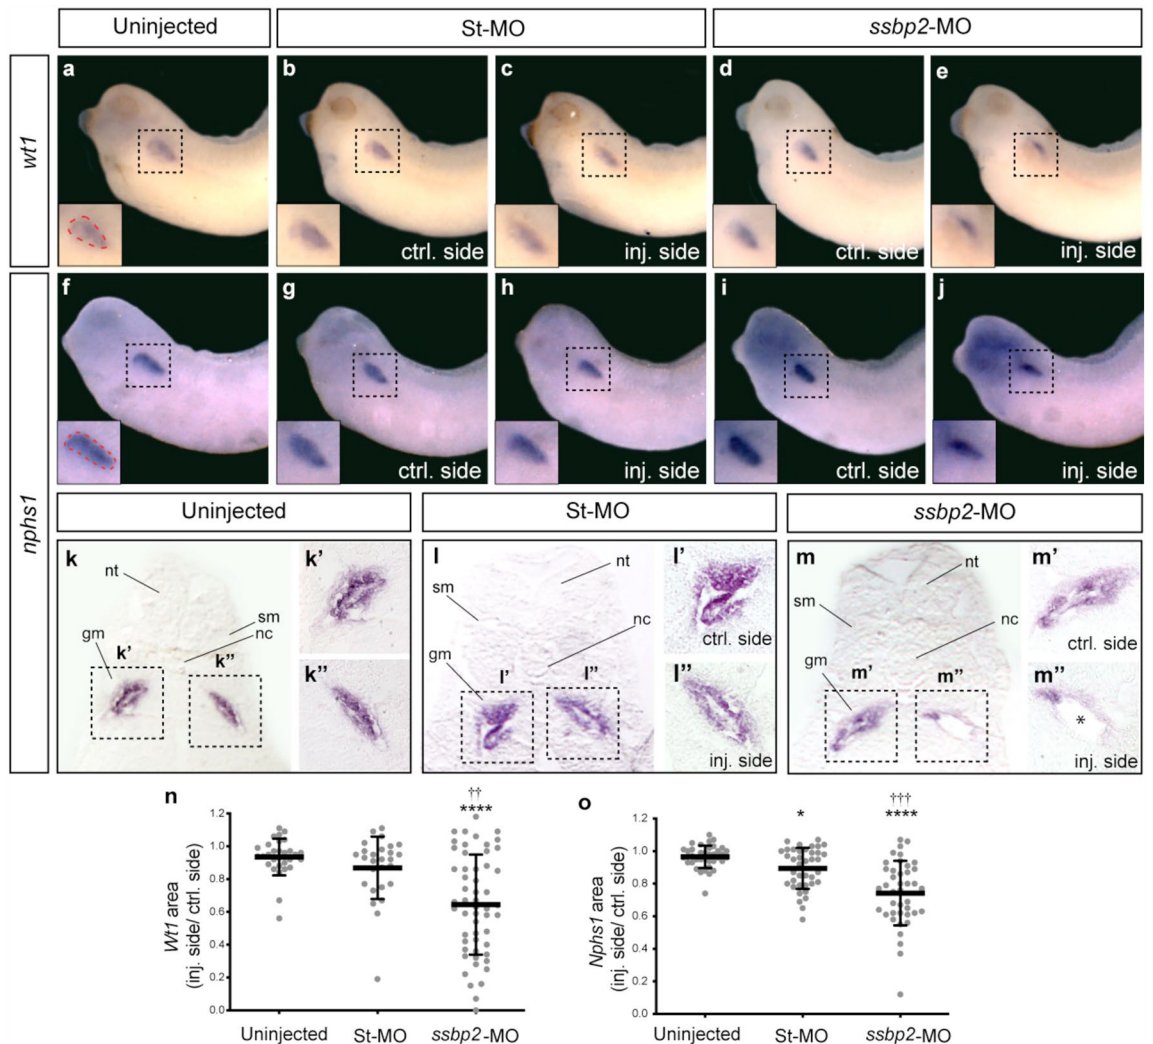 Uninjected St-MO ssbp2-MO
wt1
a b c d e
ctrl. side inj. side ctrl. side inj. side
nphs1
f g h i j
ctrl. side inj. side ctrl. side inj. side
Uninjected St-MO ssbp2-MO
k k' l l' m m'
nt nt nt
sm sm sm
nc nc nc
gm gm gm
k' k'' l' l'' m' m''
ctrl. side ctrl. side
k'' l'' m''
*
inj. side inj. side
n o
†† †††
**** * ****
Wt1 area
(inj. side/ ctrl. side)
1.2
1.0
0.8
0.6
0.4
0.2
0.0
Uninjected St-MO ssbp2-MO
Nphs1 area
(inj. side/ ctrl. side)
1.2
1.0
0.8
0.6
0.4
0.2
0.0
Uninjected St-MO ssbp2-MO